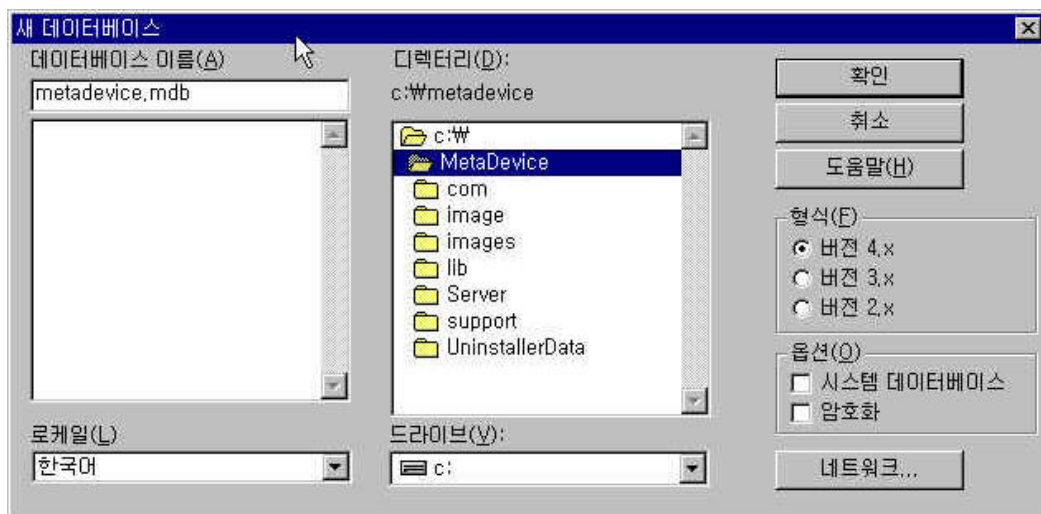 새 데이터베이스
데이터베이스 이름(A)
metadevice.mdb
로케일(L)
한국어
디렉터리(D):
c:₩metadevice
c:₩
MetaDevice
com
image
images
lib
Server
support
UninstallerData
드라이브(V):
c:
확인
취소
도움말(H)
형식(F)
버전 4.x
버전 3.x
버전 2.x
옵션(O)
시스템 데이터베이스
암호화
네트워크...